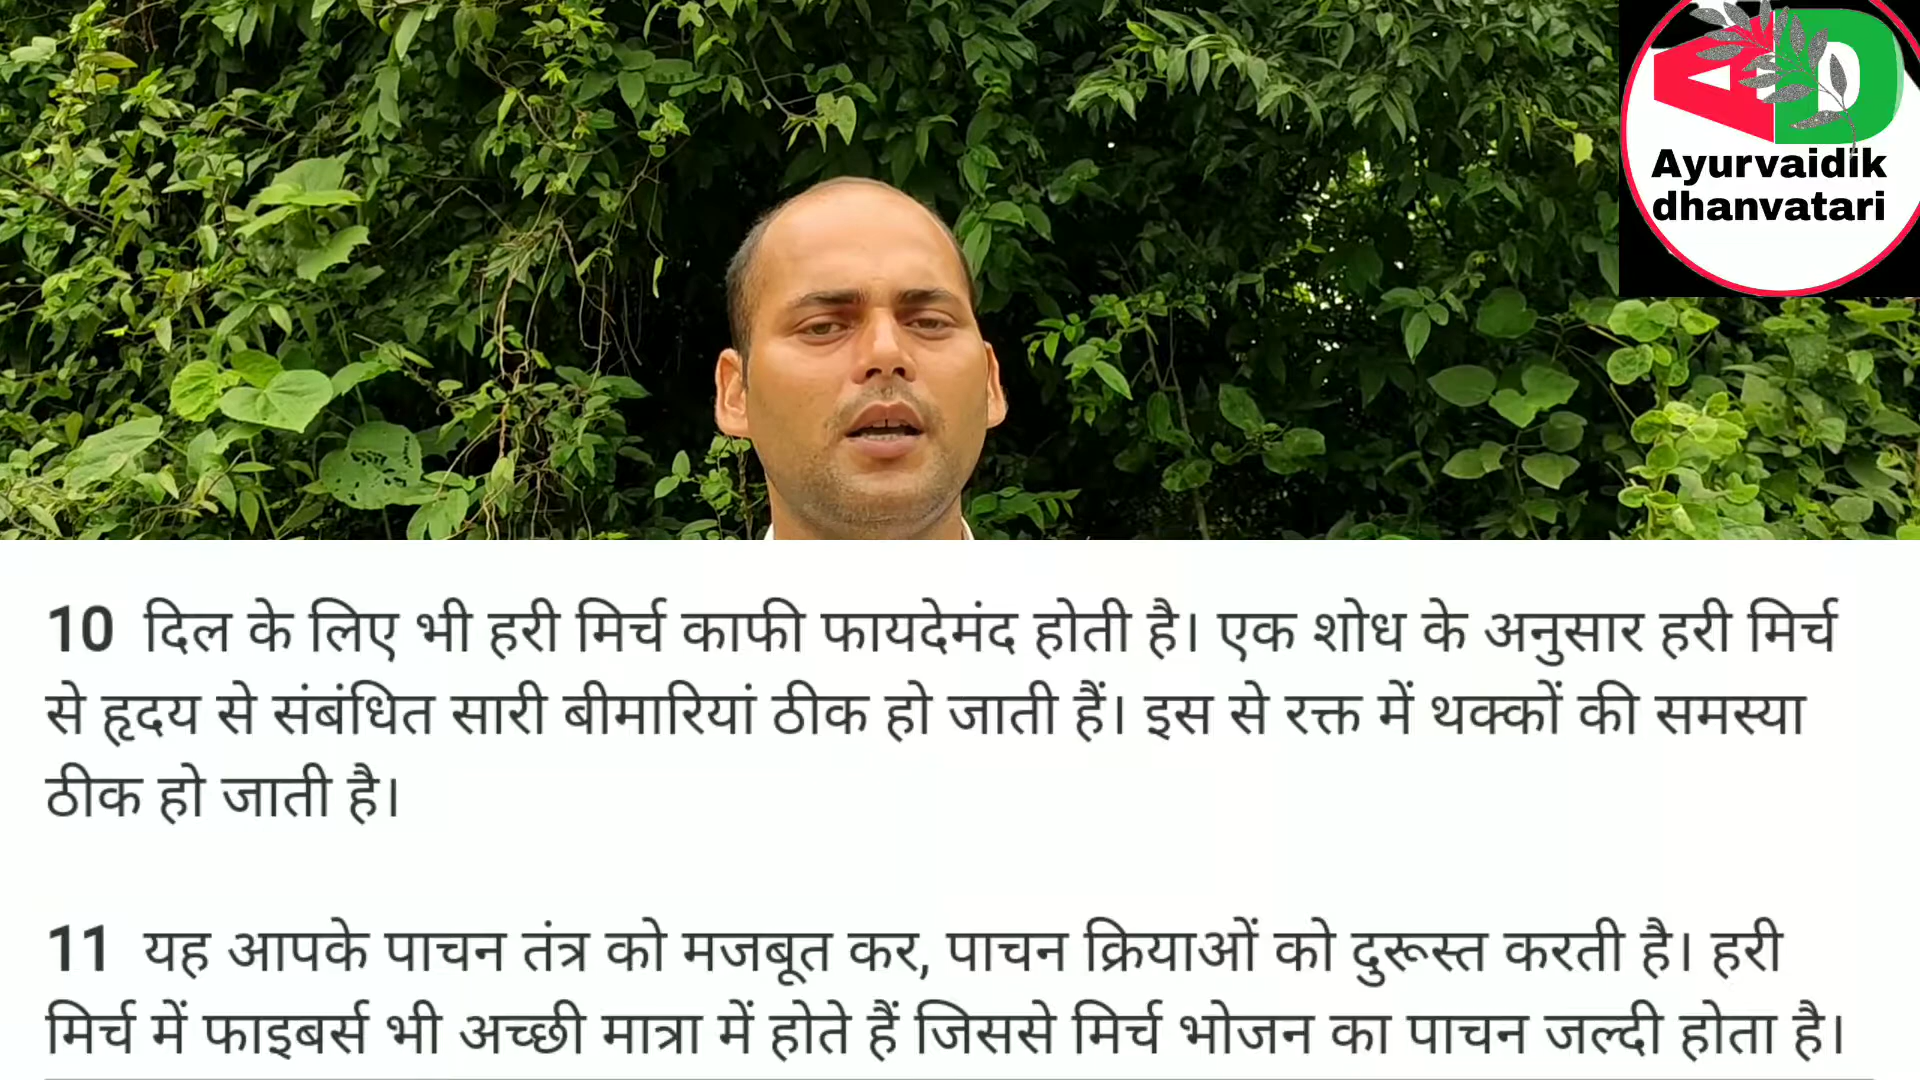 Ayurvaidik
dhanvatari
10 दिल के लिए भी हरी मिर्च काफी फायदेमंद होती है। एक शोध के अनुसार हरी मिर्च
से हृदय से संबंधित सारी बीमारियां ठीक हो जाती हैं। इस से रक्त में थक्कों की समस्या
ठीक हो जाती है।
11 यह आपके पाचन तंत्र को मजबूत कर, पाचन क्रियाओं को दुरूस्त करती है। हरी
मिर्च में फाइबर्स भी अच्छी मात्रा में होते हैं जिससे मिर्च भोजन का पाचन जल्दी होता है।